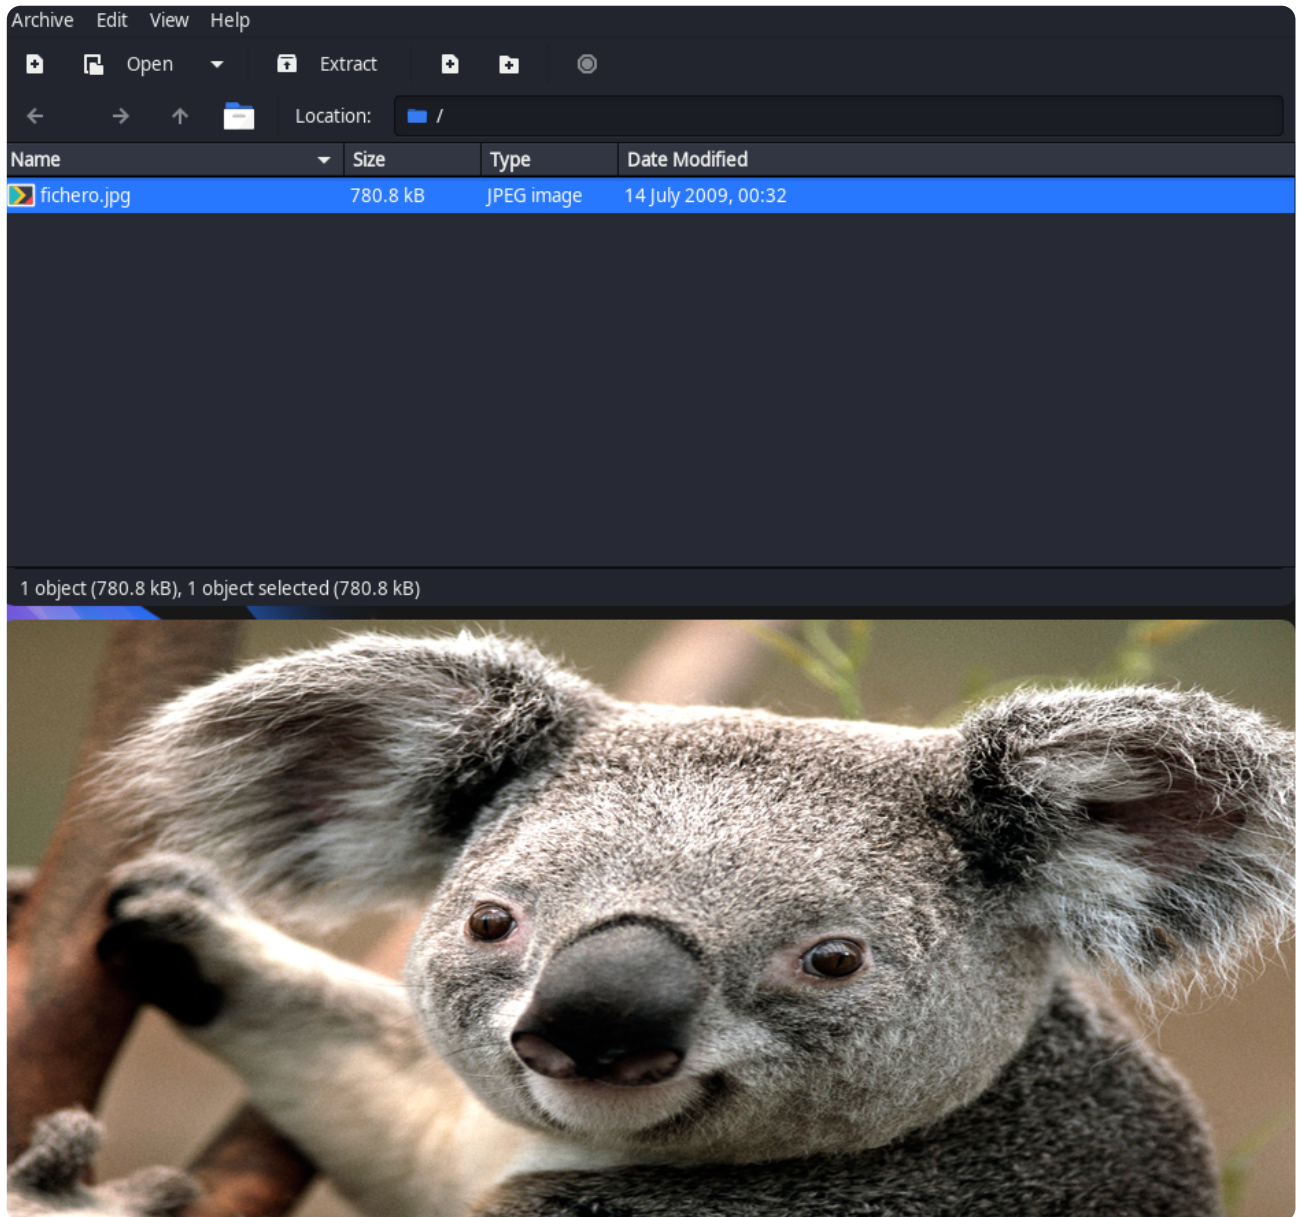 Archive Edit View Help
Open Extract
Location: /
Name Size Type Date Modified
fichero.jpg 780.8 kB JPEG image 14 July 2009, 00:32
1 object (780.8 kB), 1 object selected (780.8 kB)